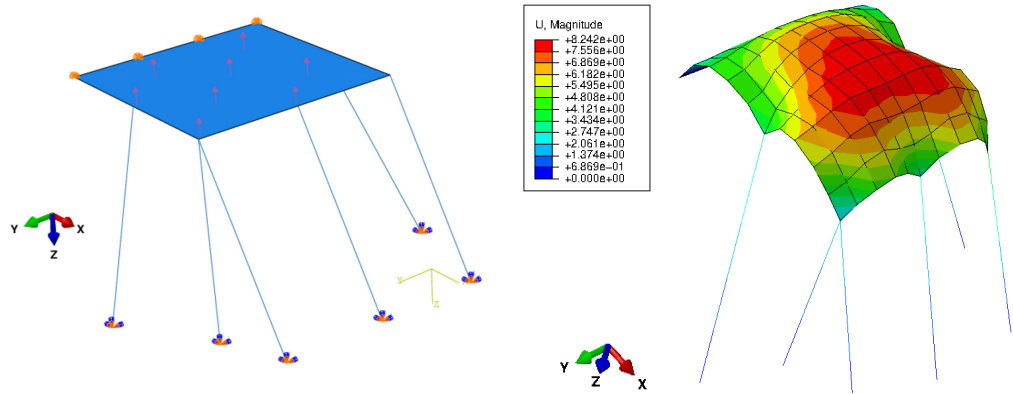 U, Magnitude
+8.242e+00
+7.556e+00
+6.869e+00
+6.182e+00
+5.495e+00
+4.808e+00
+4.121e+00
+3.434e+00
+2.747e+00
+2.061e+00
+1.374e+00
+6.869e-01
+0.000e+00
Y
X
Z
Y
Z
Y
Z
X